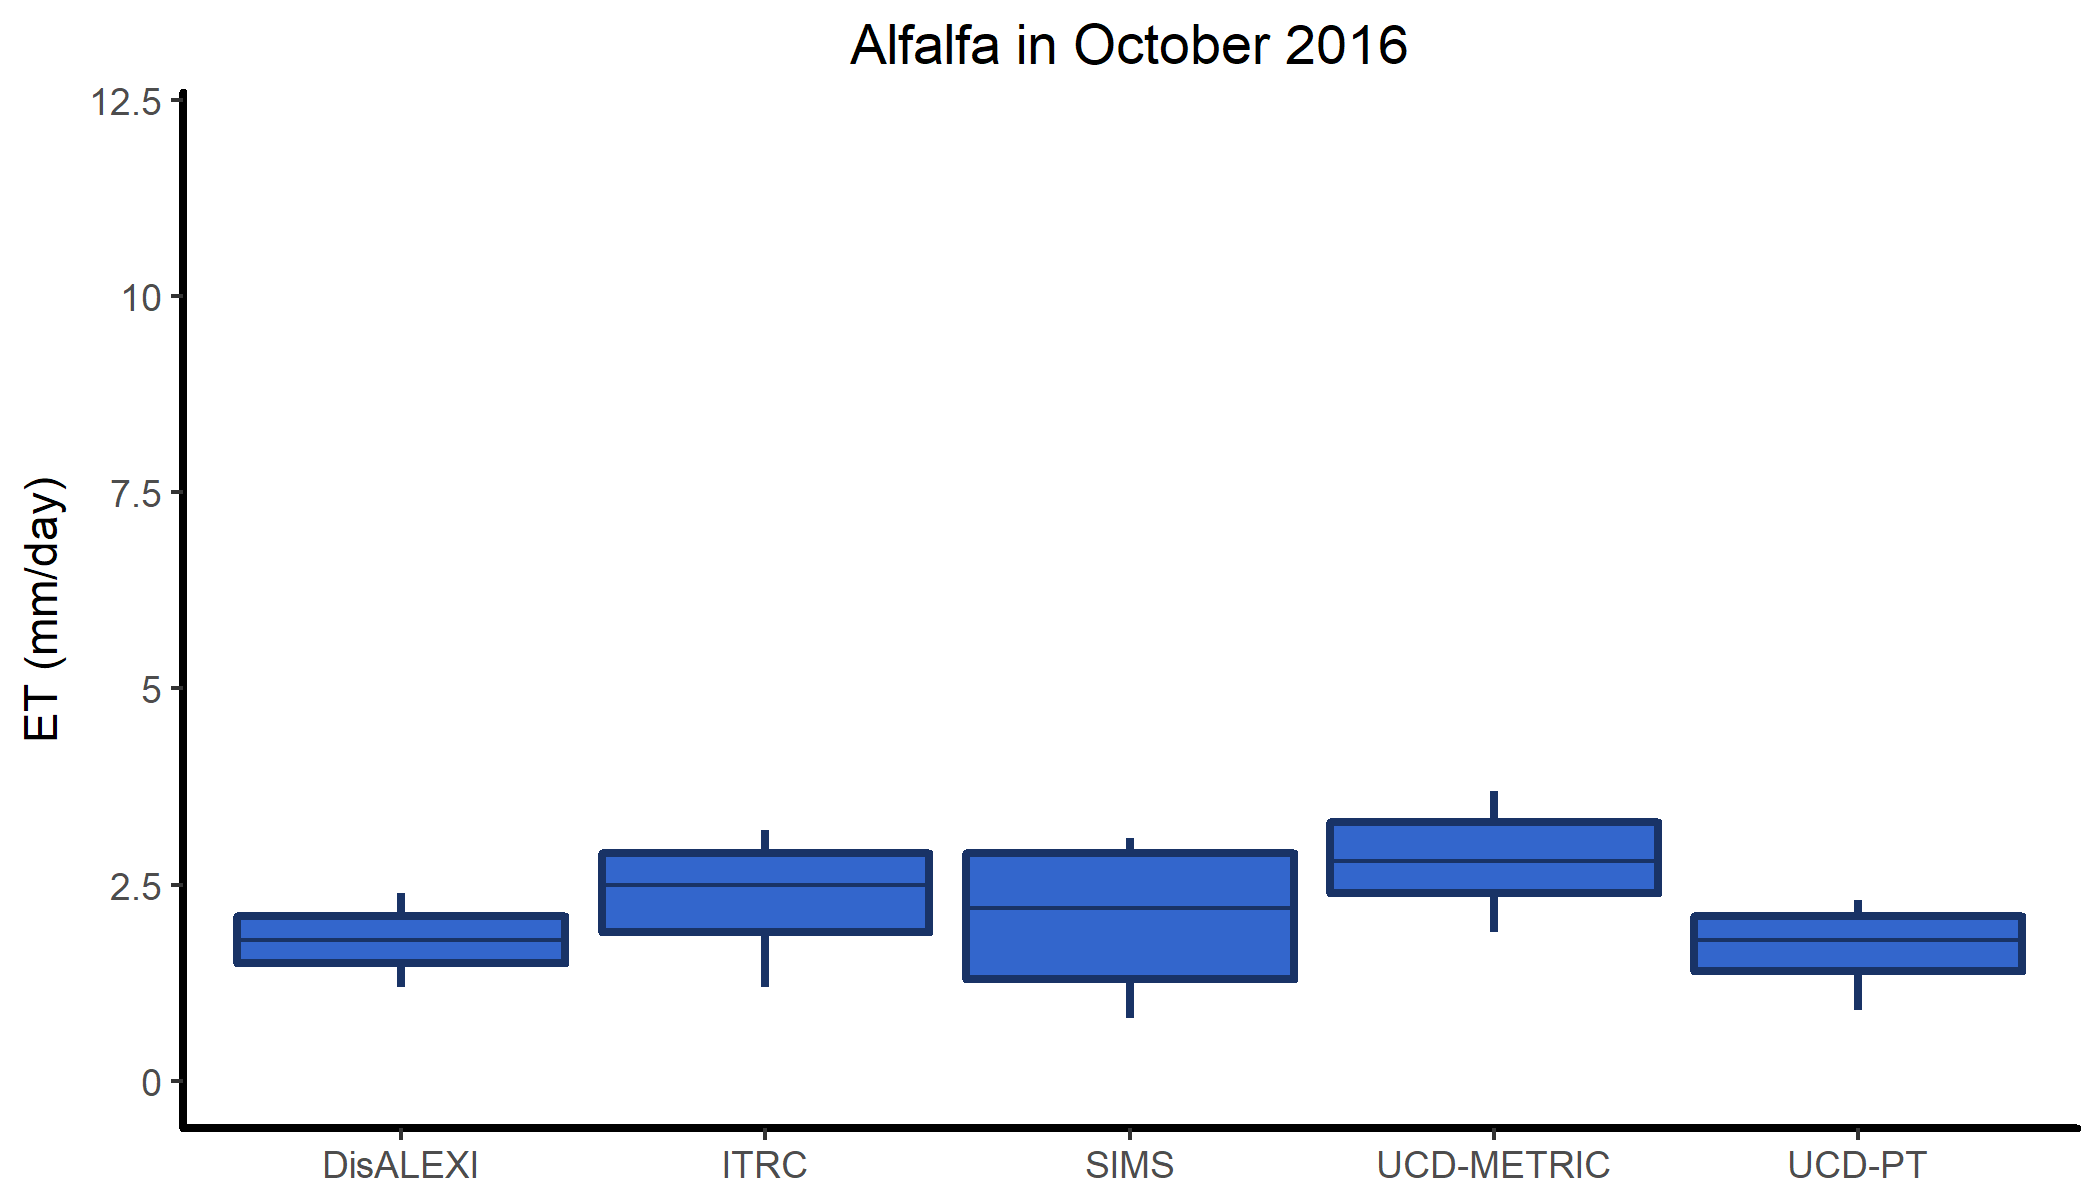 Alfalfa in October 2016
12.5
10
7.5
5
2.5
0
ET (mm/day)
DisALEXI
ITRC
SIMS
UCD-METRIC
UCD-PT